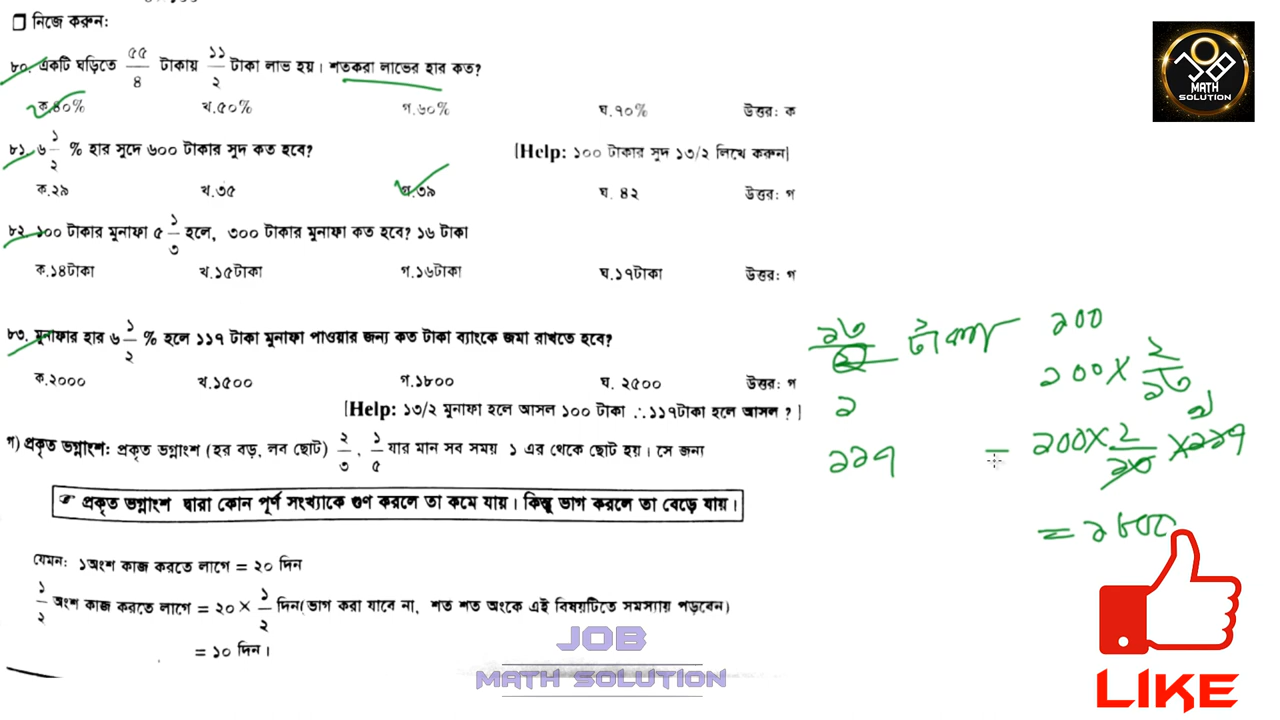 ❐ নিজে করুন:
৮০. একটি ঘড়িতে ৫৫/৪ টাকায় ১১/২ টাকা লাভ হয়। শতকরা লাভের হার কত?
ক.৪০% খ.৫০% গ.৬০% ঘ.৭০% উত্তর: ক
৮১. ৬ ১/২ % হার সুদে ৬০০ টাকার সুদ কত হবে? [Help: ১০০ টাকার সুদ ১৩/২ লিখে করুন]
ক.২৯ খ.৩৫ গ.৩৯ ঘ. ৪২ উত্তর: গ
৮২. ১০০ টাকার মুনাফা ৫ ১/৩ হলে, ৩০০ টাকার মুনাফা কত হবে? ১৬ টাকা
ক.১৪টাকা খ.১৫টাকা গ.১৬টাকা ঘ.১৭টাকা উত্তর: গ
৮৩. মুনাফার হার ৬ ১/২ % হলে ১১৭ টাকা মুনাফা পাওয়ার জন্য কত টাকা ব্যাংকে জমা রাখতে হবে?
ক.২০০০ খ.১৫০০ গ.১৮০০ ঘ. ২৫০০ উত্তর: গ
[Help: ১৩/২ মুনাফা হলে আসল ১০০ টাকা ∴১১৭টাকা হলে আসল ?]
গ) প্রকৃত ভগ্নাংশ: প্রকৃত ভগ্নাংশ (হর বড়, লব ছোট) ২/৩ , ১/৫ যার মান সব সময় ১ এর থেকে ছোট হয়। সে জন্য
☞ প্রকৃত ভগ্নাংশ দ্বারা কোন পূর্ণ সংখ্যাকে গুণ করলে তা কমে যায়। কিন্তু ভাগ করলে তা বেড়ে যায়।
যেমন: ১অংশ কাজ করতে লাগে = ২০ দিন
১/২ অংশ কাজ করতে লাগে = ২০ × ১/২ দিন(ভাগ করা যাবে না, শত শত অংকে এই বিষয়টিতে সমস্যায় পড়বেন)
= ১০ দিন।
১৩/২ টাকায় ১০০
১ ১০০ × ২/১৩
১১৭ = ১০০ × ২/১৩ × ১১৭ ৯
= ১৮০০
MATH
SOLUTION
JOB
MATH SOLUTION
LIKE